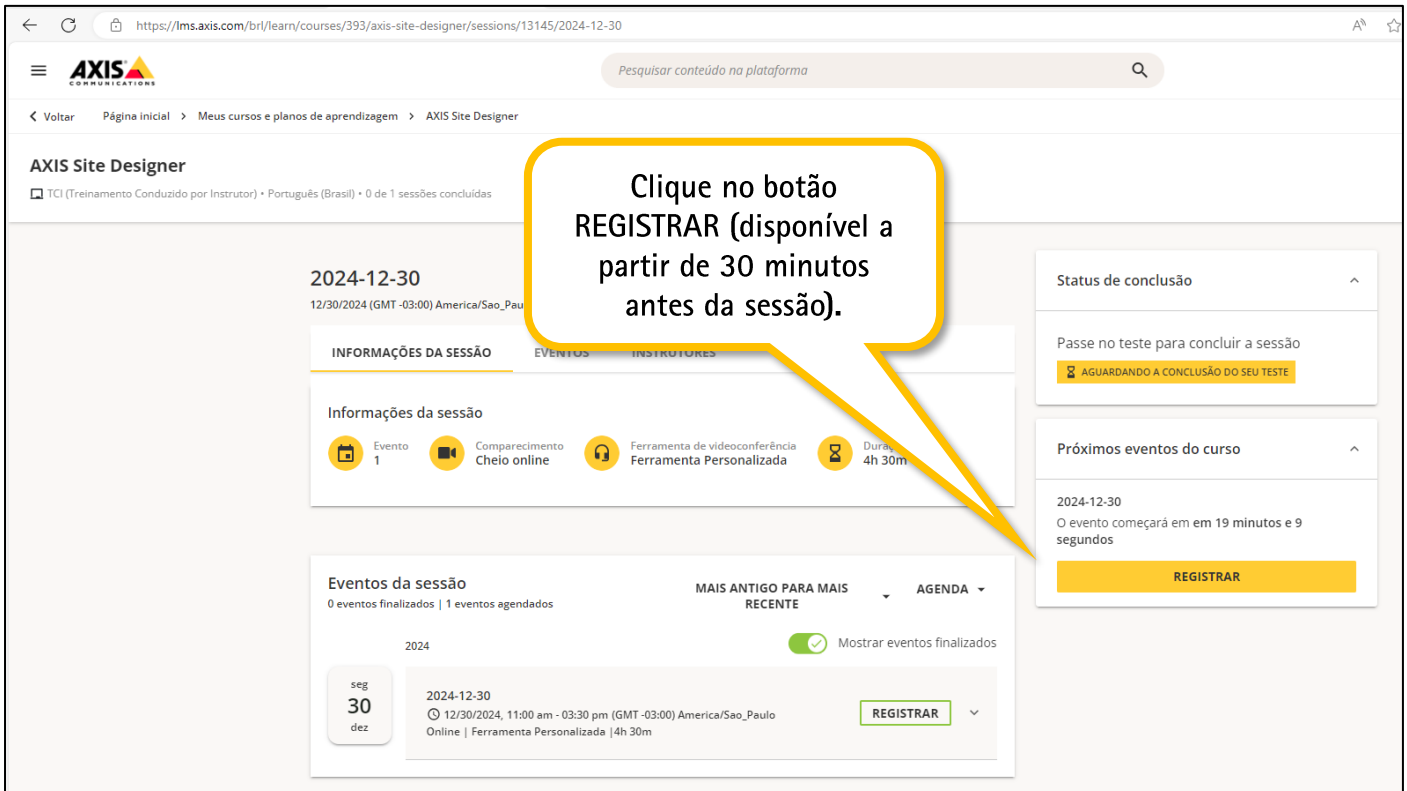 https://lms.axis.com/brl/learn/courses/393/axis-site-designer/sessions/13145/2024-12-30
AXIS
COMMUNICATIONS
Pesquisar conteúdo na plataforma
Voltar Página inicial > Meus cursos e planos de aprendizagem > AXIS Site Designer
AXIS Site Designer
TCI (Treinamento Conduzido por Instrutor) • Português (Brasil) • 0 de 1 sessões concluídas
Clique no botão
REGISTRAR (disponível a
partir de 30 minutos
antes da sessão).
2024-12-30
12/30/2024 (GMT -03:00) America/Sao_Pau
INFORMAÇÕES DA SESSÃO EVENTOS INSTRUTORES
Informações da sessão
Evento
1
Comparecimento
Cheio online
Ferramenta de videoconferência
Ferramenta Personalizada
Duraç
4h 30m
Eventos da sessão
0 eventos finalizados | 1 eventos agendados
MAIS ANTIGO PARA MAIS
RECENTE
AGENDA
2024
Mostrar eventos finalizados
seg
30
dez
2024-12-30
12/30/2024, 11:00 am - 03:30 pm (GMT -03:00) America/Sao_Paulo
Online | Ferramenta Personalizada |4h 30m
REGISTRAR
Status de conclusão
Passe no teste para concluir a sessão
AGUARDANDO A CONCLUSÃO DO SEU TESTE
Próximos eventos do curso
2024-12-30
O evento começará em em 19 minutos e 9
segundos
REGISTRAR